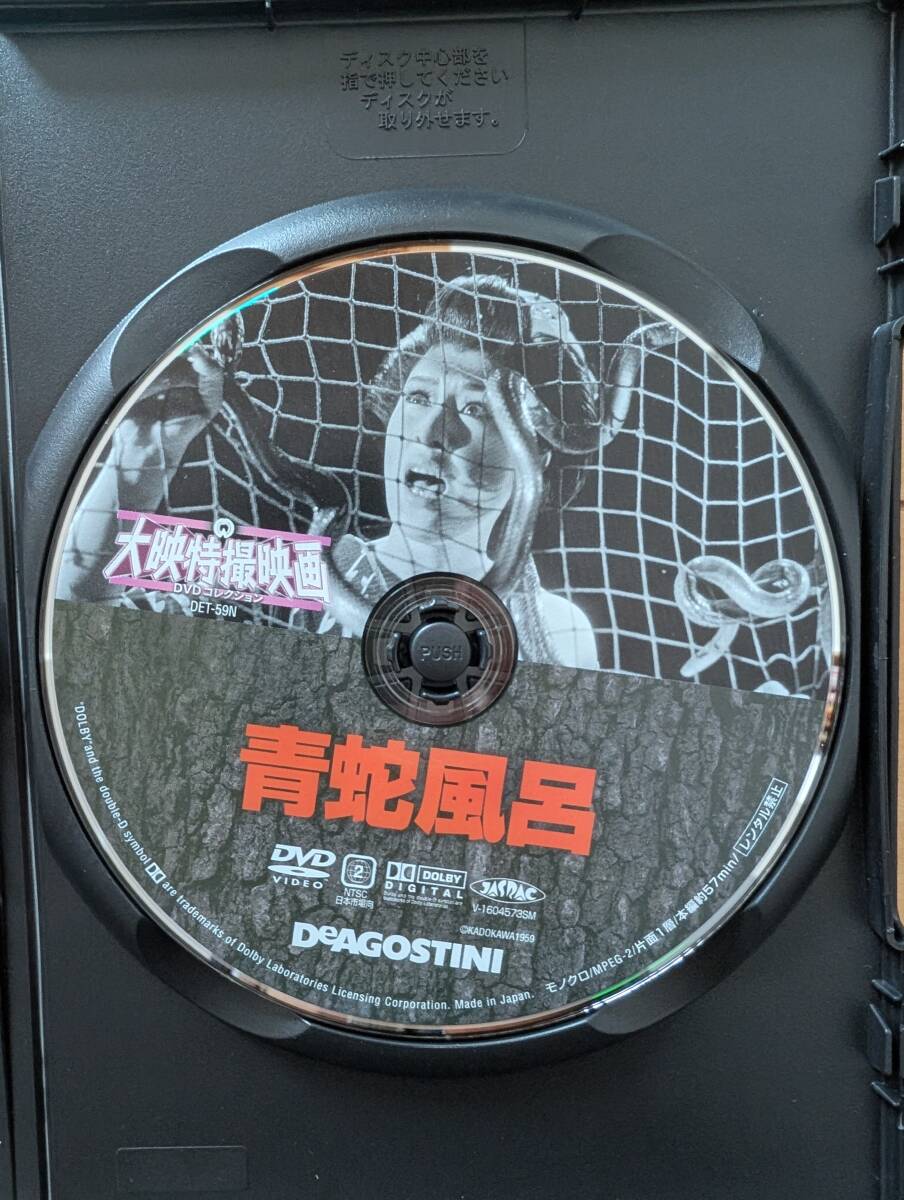 ディスク中心部を
指で押してください
ディスクが
取り外せます。
大映特撮映画
DVDコレクション
DET-59N
PUSH
青蛇風呂
DVD
VIDEO
2
NTSC
日本市場向
DOLBY
DIGITAL
JASRAC
V-1604573SM
©KADOKAWA1959
DeAGOSTINI
"DOLBY" and the double-D symbol are trademarks of Dolby Laboratories Licensing Corporation. Made in Japan.
モノクロ/MPEG-2/片面1層/本編約57min/レンタル禁止